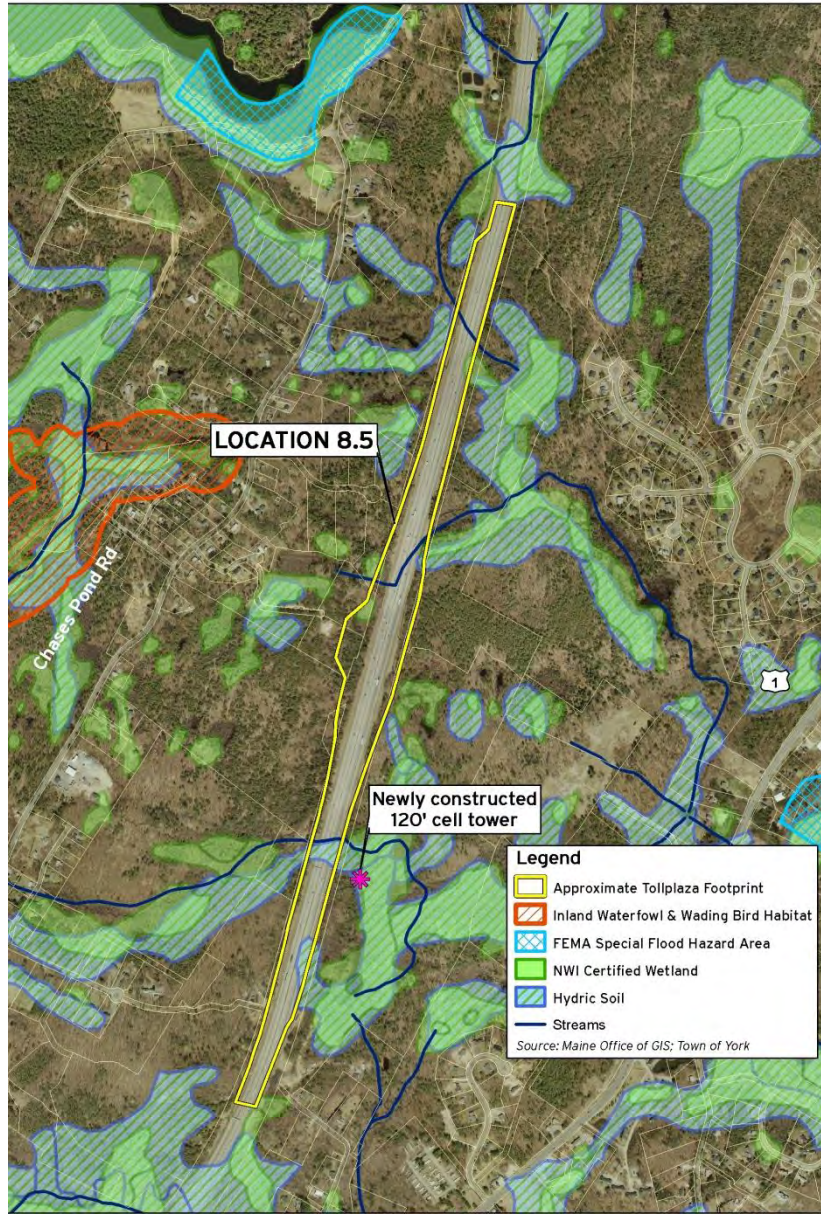 LOCATION 8.5
Chases Pond Rd
1
Newly constructed
120' cell tower
Legend
Approximate Tollplaza Footprint
Inland Waterfowl & Wading Bird Habitat
FEMA Special Flood Hazard Area
NWI Certified Wetland
Hydric Soil
Streams
Source: Maine Office of GIS; Town of York